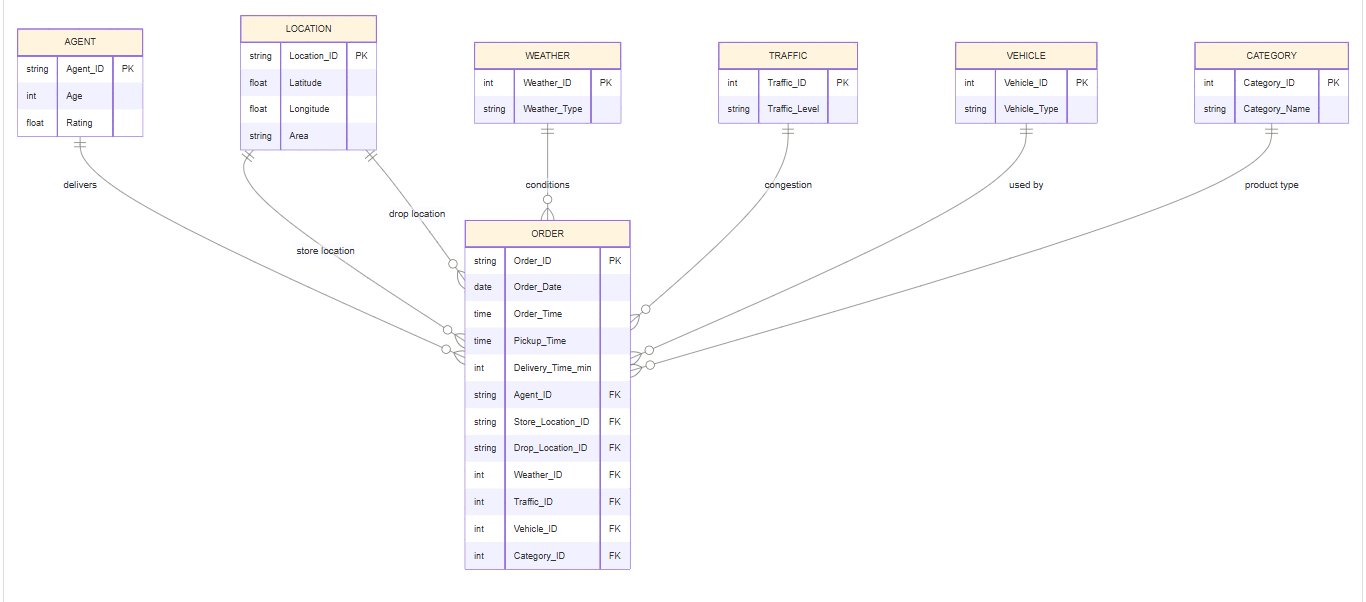 AGENT
string Agent_ID PK
int Age
float Rating
LOCATION
string Location_ID PK
float Latitude
float Longitude
string Area
WEATHER
int Weather_ID PK
string Weather_Type
TRAFFIC
int Traffic_ID PK
string Traffic_Level
VEHICLE
int Vehicle_ID PK
string Vehicle_Type
CATEGORY
int Category_ID PK
string Category_Name
delivers
store location
drop location
conditions
congestion
used by
product type
ORDER
string Order_ID PK
date Order_Date
time Order_Time
time Pickup_Time
int Delivery_Time_min
string Agent_ID FK
string Store_Location_ID FK
string Drop_Location_ID FK
int Weather_ID FK
int Traffic_ID FK
int Vehicle_ID FK
int Category_ID FK